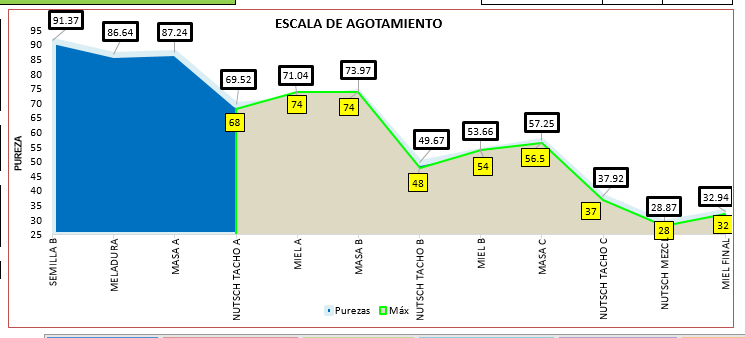 ESCALA DE AGOTAMIENTO
PUREZA
95
90
85
80
75
70
65
60
55
50
45
40
35
30
25
91.37
86.64
87.24
69.52
71.04
73.97
49.67
53.66
57.25
37.92
28.87
32.94
68
74
74
48
54
56.5
37
28
32
SEMILLA B
MELADURA
MASA A
NUTSCH TACHO A
MIEL A
MASA B
NUTSCH TACHO B
MIEL B
MASA C
NUTSCH TACHO C
NUTSCH MEZCL
MIEL FINAL
Purezas
Máx